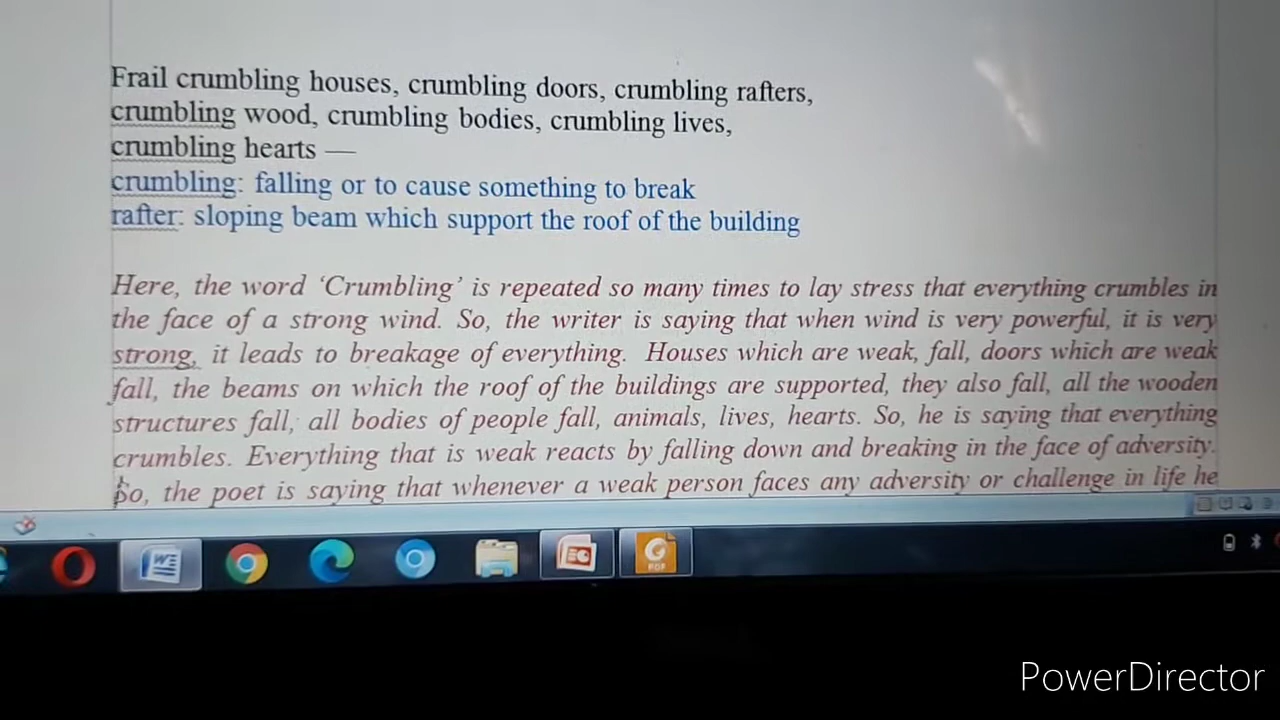 Frail crumbling houses, crumbling doors, crumbling rafters,
crumbling wood, crumbling bodies, crumbling lives,
crumbling hearts —
crumbling: falling or to cause something to break
rafter: sloping beam which support the roof of the building
Here, the word ‘Crumbling’ is repeated so many times to lay stress that everything crumbles in
the face of a strong wind. So, the writer is saying that when wind is very powerful, it is very
strong, it leads to breakage of everything. Houses which are weak, fall, doors which are weak
fall, the beams on which the roof of the buildings are supported, they also fall, all the wooden
structures fall, all bodies of people fall, animals, lives, hearts. So, he is saying that everything
crumbles. Everything that is weak reacts by falling down and breaking in the face of adversity.
So, the poet is saying that whenever a weak person faces any adversity or challenge in life he
PDF
PowerDirector